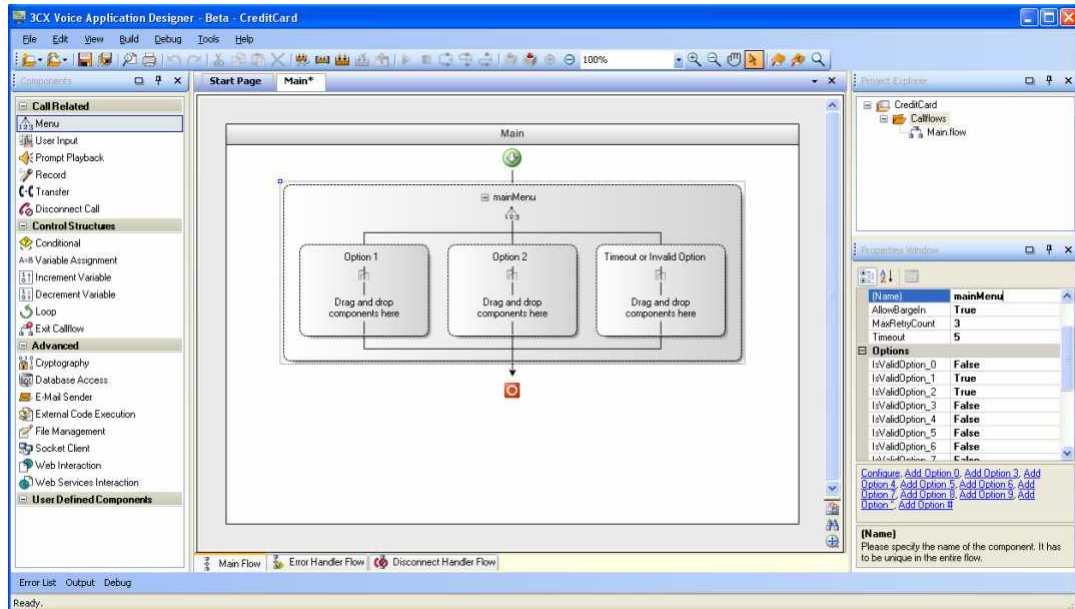 3CX Voice Application Designer - Beta - CreditCard
File Edit View Build Debug Tools Help
100%
Components
Call Related
Menu
User Input
Prompt Playback
Record
Transfer
Disconnect Call
Control Structures
Conditional
A=B Variable Assignment
Increment Variable
Decrement Variable
Loop
Exit Callflow
Advanced
Cryptography
Database Access
E-Mail Sender
External Code Execution
File Management
Socket Client
Web Interaction
Web Services Interaction
User Defined Components
Start Page Main*
Main
mainMenu
123
Option 1
Drag and drop
components here
Option 2
Drag and drop
components here
Timeout or Invalid Option
Drag and drop
components here
Main Flow Error Handler Flow Disconnect Handler Flow
Project Explorer
CreditCard
Callflows
Main.flow
Properties Window
(Name) mainMenu
AllowBargeIn True
MaxRetryCount 3
Timeout 5
Options
IsValidOption_0 False
IsValidOption_1 True
IsValidOption_2 True
IsValidOption_3 False
IsValidOption_4 False
IsValidOption_5 False
IsValidOption_6 False
IsValidOption_7 False
Configure, Add Option 0, Add Option 3, Add
Option 4, Add Option 5, Add Option 6, Add
Option 7, Add Option 8, Add Option 9, Add
Option *, Add Option #
(Name)
Please specify the name of the component. It has
to be unique in the entire flow.
Error List Output Debug
Ready.